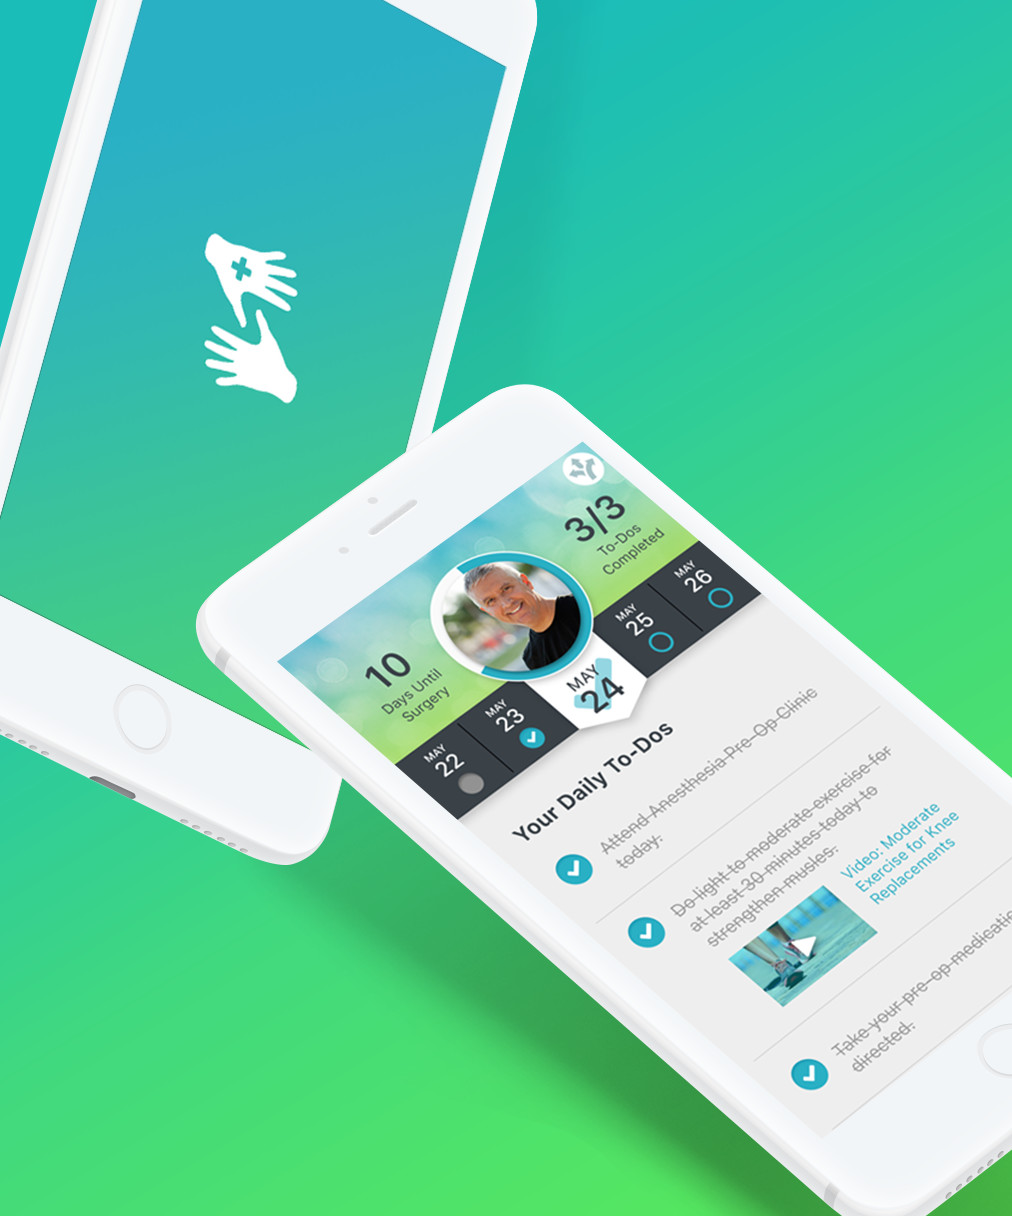 3/3
To-Dos
Completed
10
Days Until
Surgery
MAY
22
MAY
23
MAY
24
MAY
25
MAY
26
Your Daily To-Dos
Attend Anesthesia Pre-Op Clinic
today.
Do light to moderate exercise for
at least 30 minutes today to
strengthen musles.
Video: Moderate
Exercise for Knee
Replacements
Take your pre-op medicatio
directed.